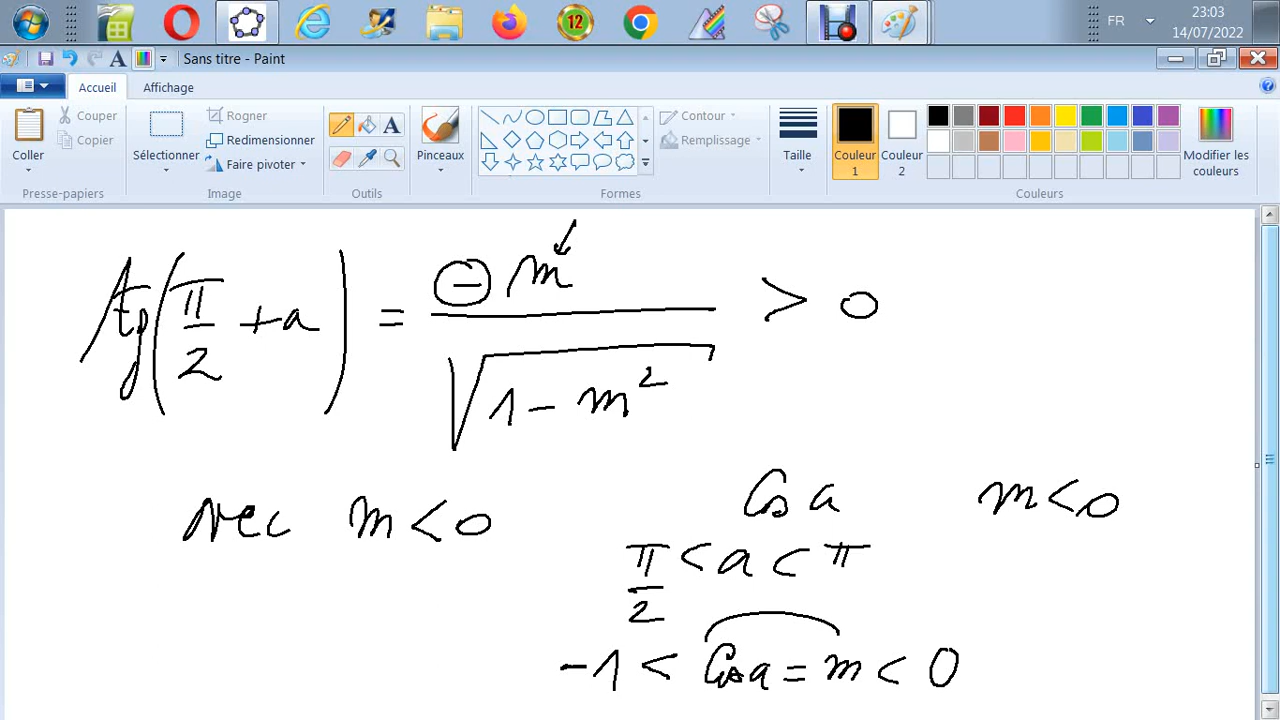 12
FR
23:03
14/07/2022
Sans titre - Paint
Accueil
Affichage
Coller
Couper
Copier
Presse-papiers
Sélectionner
Rogner
Redimensionner
Faire pivoter
Image
A
Outils
Pinceaux
Contour
Remplissage
Formes
Taille
Couleur 1
Couleur 2
Modifier les couleurs
Couleurs
tg(π/2 + a) = -m / √(1 - m²) > 0
avec m < 0
Cos a m < 0
π/2 < a < π
-1 < Cos a = m < 0